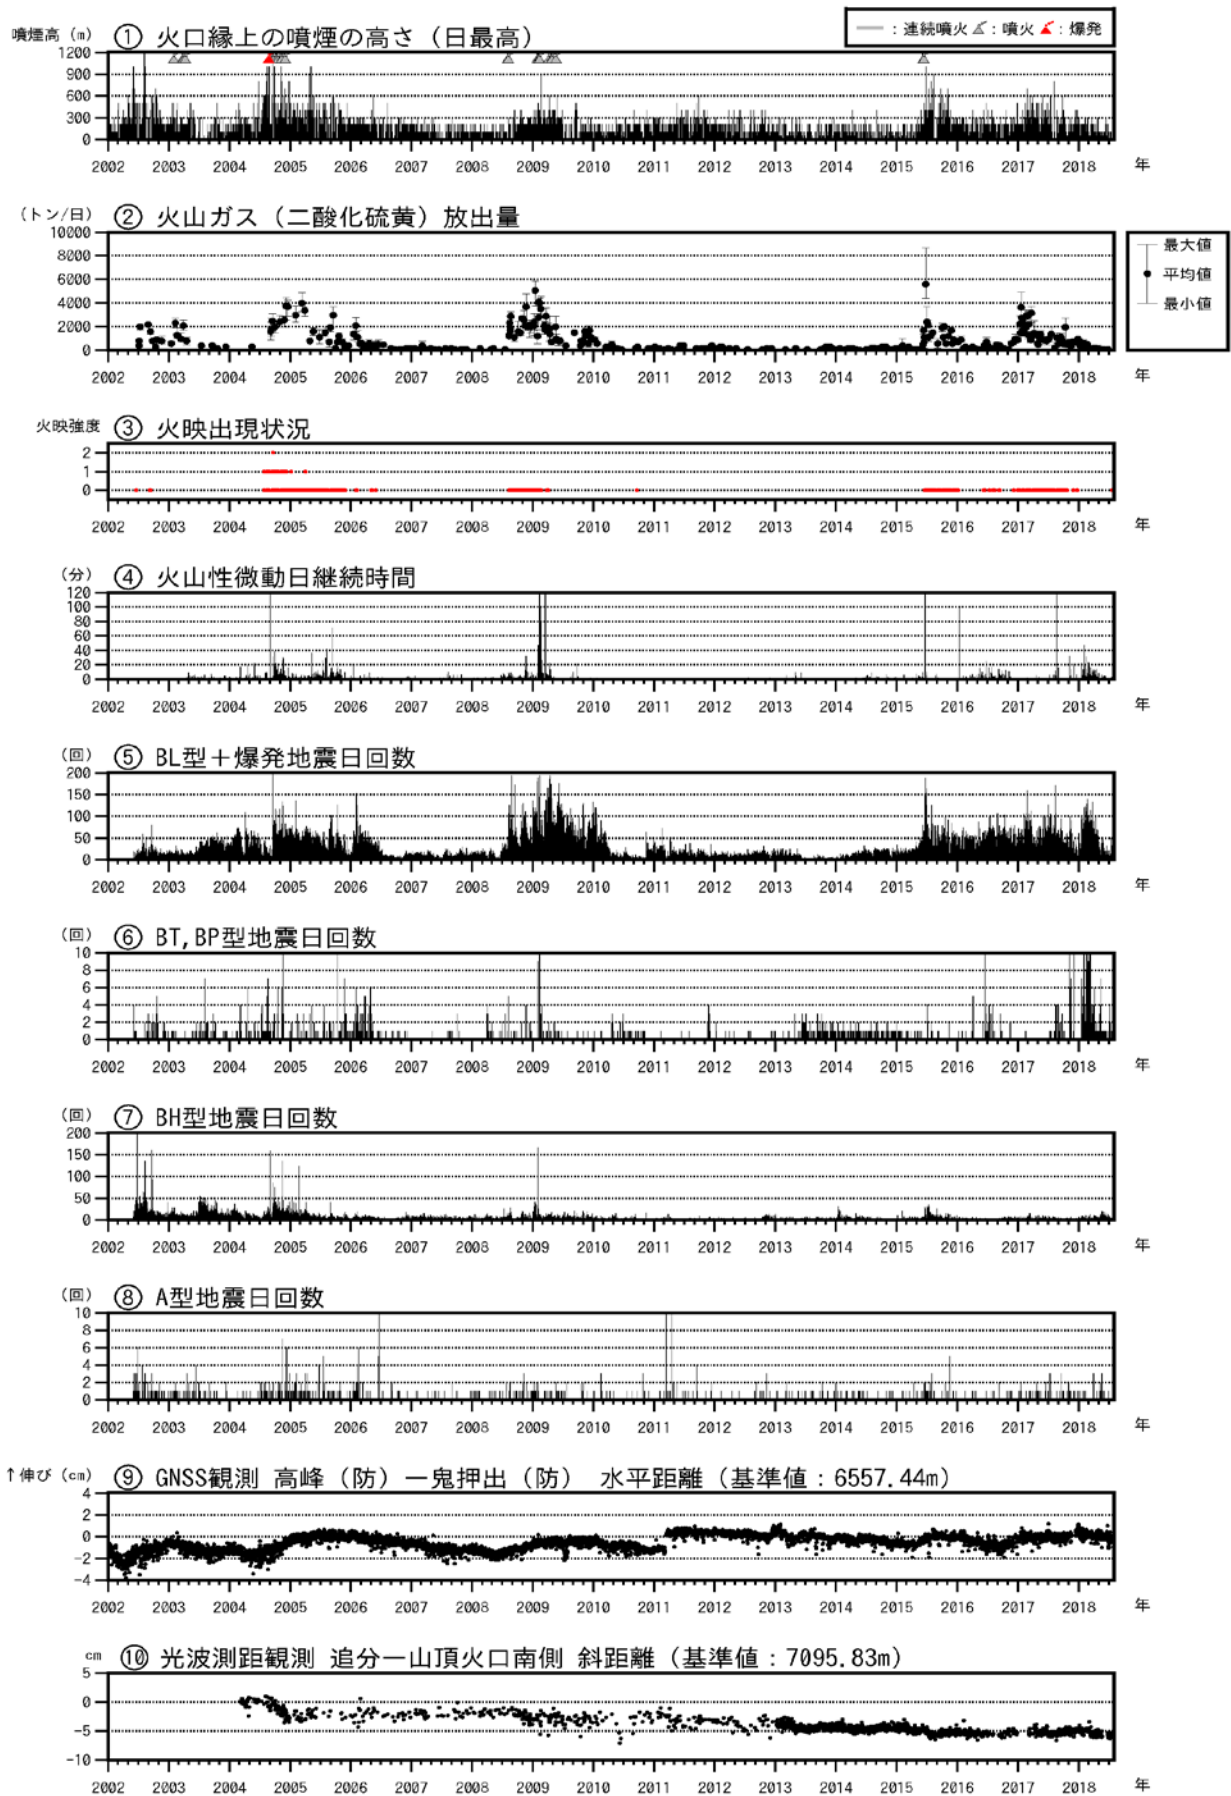 噴煙高 (m) ① 火口縁上の噴煙の高さ (日最高)
━ : 連続噴火 : 噴火 : 爆発
1200
900
600
300
0
2002 2003 2004 2005 2006 2007 2008 2009 2010 2011 2012 2013 2014 2015 2016 2017 2018 年
(トン/日) ② 火山ガス (二酸化硫黄) 放出量
10000
8000
6000
4000
2000
0
最大値
平均値
最小値
2002 2003 2004 2005 2006 2007 2008 2009 2010 2011 2012 2013 2014 2015 2016 2017 2018 年
火映強度 ③ 火映出現状況
2
1
0
2002 2003 2004 2005 2006 2007 2008 2009 2010 2011 2012 2013 2014 2015 2016 2017 2018 年
(分) ④ 火山性微動日継続時間
120
100
80
60
40
20
0
2002 2003 2004 2005 2006 2007 2008 2009 2010 2011 2012 2013 2014 2015 2016 2017 2018 年
(回) ⑤ BL型+爆発地震日回数
200
150
100
50
0
2002 2003 2004 2005 2006 2007 2008 2009 2010 2011 2012 2013 2014 2015 2016 2017 2018 年
(回) ⑥ BT,BP型地震日回数
10
8
6
4
2
0
2002 2003 2004 2005 2006 2007 2008 2009 2010 2011 2012 2013 2014 2015 2016 2017 2018 年
(回) ⑦ BH型地震日回数
200
150
100
50
0
2002 2003 2004 2005 2006 2007 2008 2009 2010 2011 2012 2013 2014 2015 2016 2017 2018 年
(回) ⑧ A型地震日回数
10
8
6
4
2
0
2002 2003 2004 2005 2006 2007 2008 2009 2010 2011 2012 2013 2014 2015 2016 2017 2018 年
↑伸び (cm) ⑨ GNSS観測 高峰 (防) ー鬼押出 (防) 水平距離 (基準値:6557.44m)
4
2
0
-2
-4
2002 2003 2004 2005 2006 2007 2008 2009 2010 2011 2012 2013 2014 2015 2016 2017 2018 年
cm ⑩ 光波測距観測 追分ー山頂火口南側 斜距離 (基準値:7095.83m)
5
0
-5
-10
2002 2003 2004 2005 2006 2007 2008 2009 2010 2011 2012 2013 2014 2015 2016 2017 2018 年